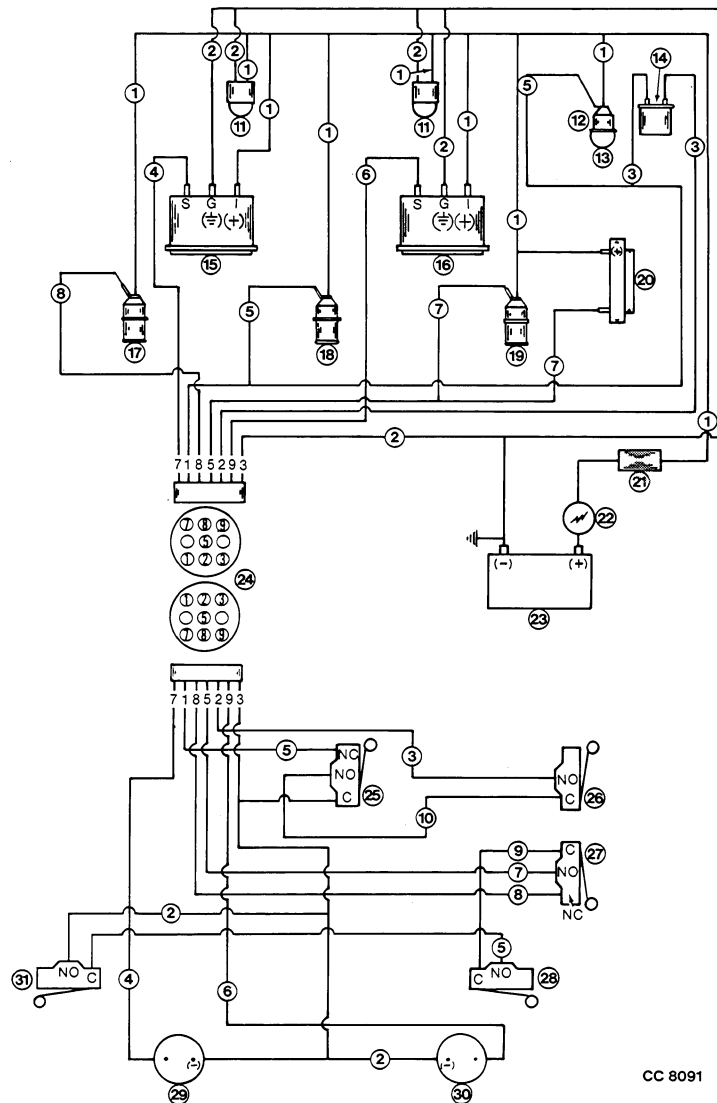 2 2 1 1 1
2 1 2 1
1 5 14
11 11 12 13
1 1 3 3
4 6
S G I
(+)
15
S G I
(+)
16
1
8 5 7
(+)
20
17 18 19
7
2 1
7 1 8 5 2 9 3
21
22
7 8 9
5
1 2 3
24
(-) (+)
23
1 2 3
5
7 8 9
7 1 8 5 2 9 3
5 NC 3
NO NO
C 25 C 26
10
9 C 27
7 NO
8
NC
2
31 NO C
5
C NO 28
4 6
(-) 2 (-)
29 30
CC 8091